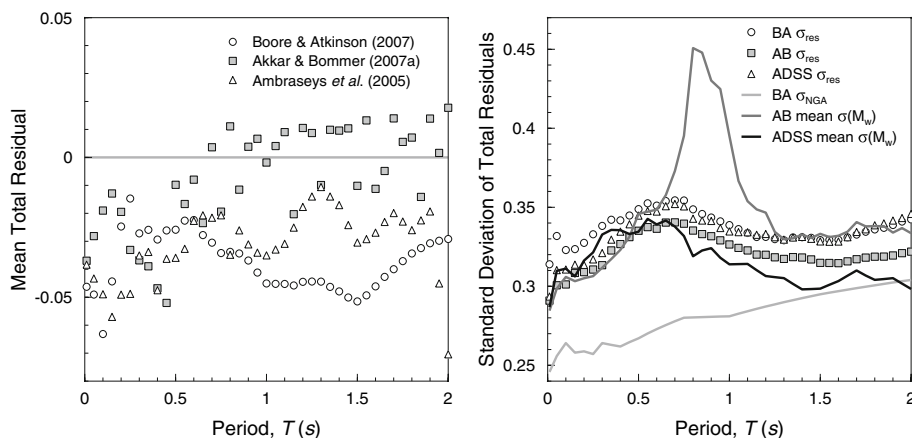 0.05
0
-0.05
Mean Total Residual
Boore & Atkinson (2007)
Akkar & Bommer (2007a)
Ambraseys et al. (2005)
0 0.5 1 1.5 2
Period, T (s)
0.45
0.4
0.35
0.3
0.25
Standard Deviation of Total Residuals
BA σres
AB σres
ADSS σres
BA σNGA
AB mean σ(Mw)
ADSS mean σ(Mw)
0 0.5 1 1.5 2
Period, T (s)